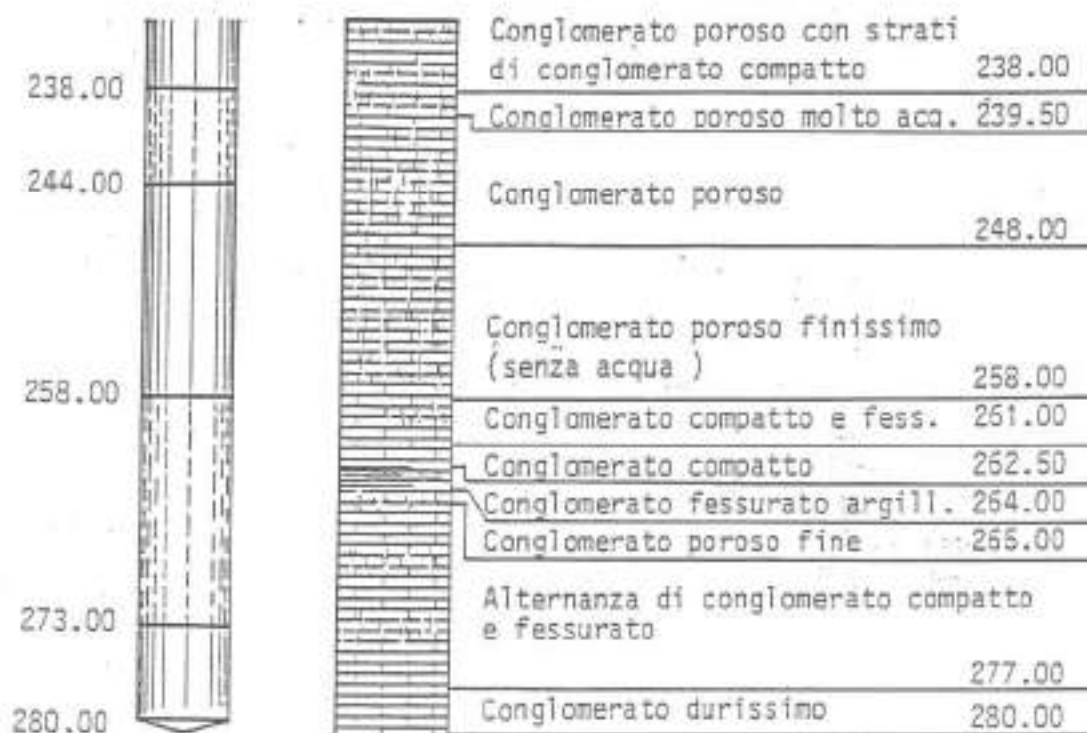 Conglomerato poroso con strati
di conglomerato compatto 238.00
238.00
Conglomerato poroso molto acq. 239.50
244.00
Conglomerato poroso
248.00
Conglomerato poroso finissimo
(senza acqua )
258.00
258.00
Conglomerato compatto e fess. 261.00
Conglomerato compatto 262.50
Conglomerato fessurato argill. 264.00
Conglomerato poroso fine 265.00
Alternanza di conglomerato compatto
e fessurato
273.00
277.00
Conglomerato durissimo 280.00
280.00